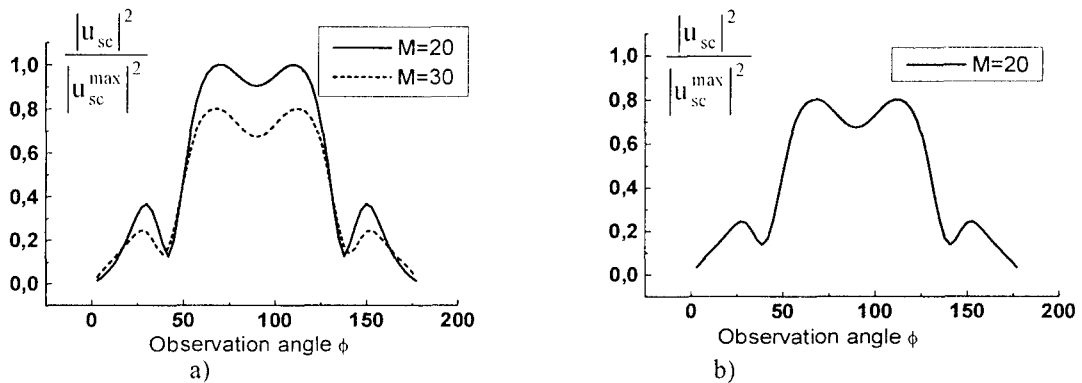 |u_sc|²
|u_sc^max|²
M=20
M=30
1,0
0,8
0,6
0,4
0,2
0,0
0
50
100
150
200
Observation angle ϕ
a)
|u_sc|²
|u_sc^max|²
M=20
1,0
0,8
0,6
0,4
0,2
0,0
0
50
100
150
200
Observation angle ϕ
b)